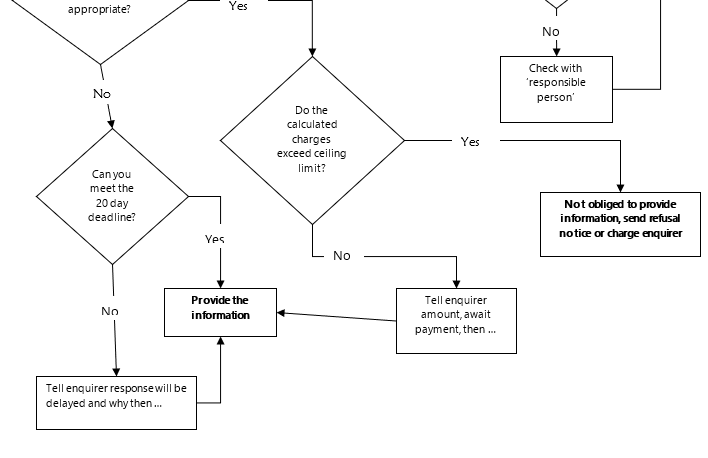 appropriate?
Yes
No
Check with
'responsible
person'
No
Do the
calculated
charges
exceed ceiling
limit?
Yes
Can you
meet the
20 day
deadline?
Not obliged to provide
information, send refusal
notice or charge enquirer
Yes
No
Provide the
information
Tell enquirer
amount, await
payment, then ...
No
Tell enquirer response will be
delayed and why then ...